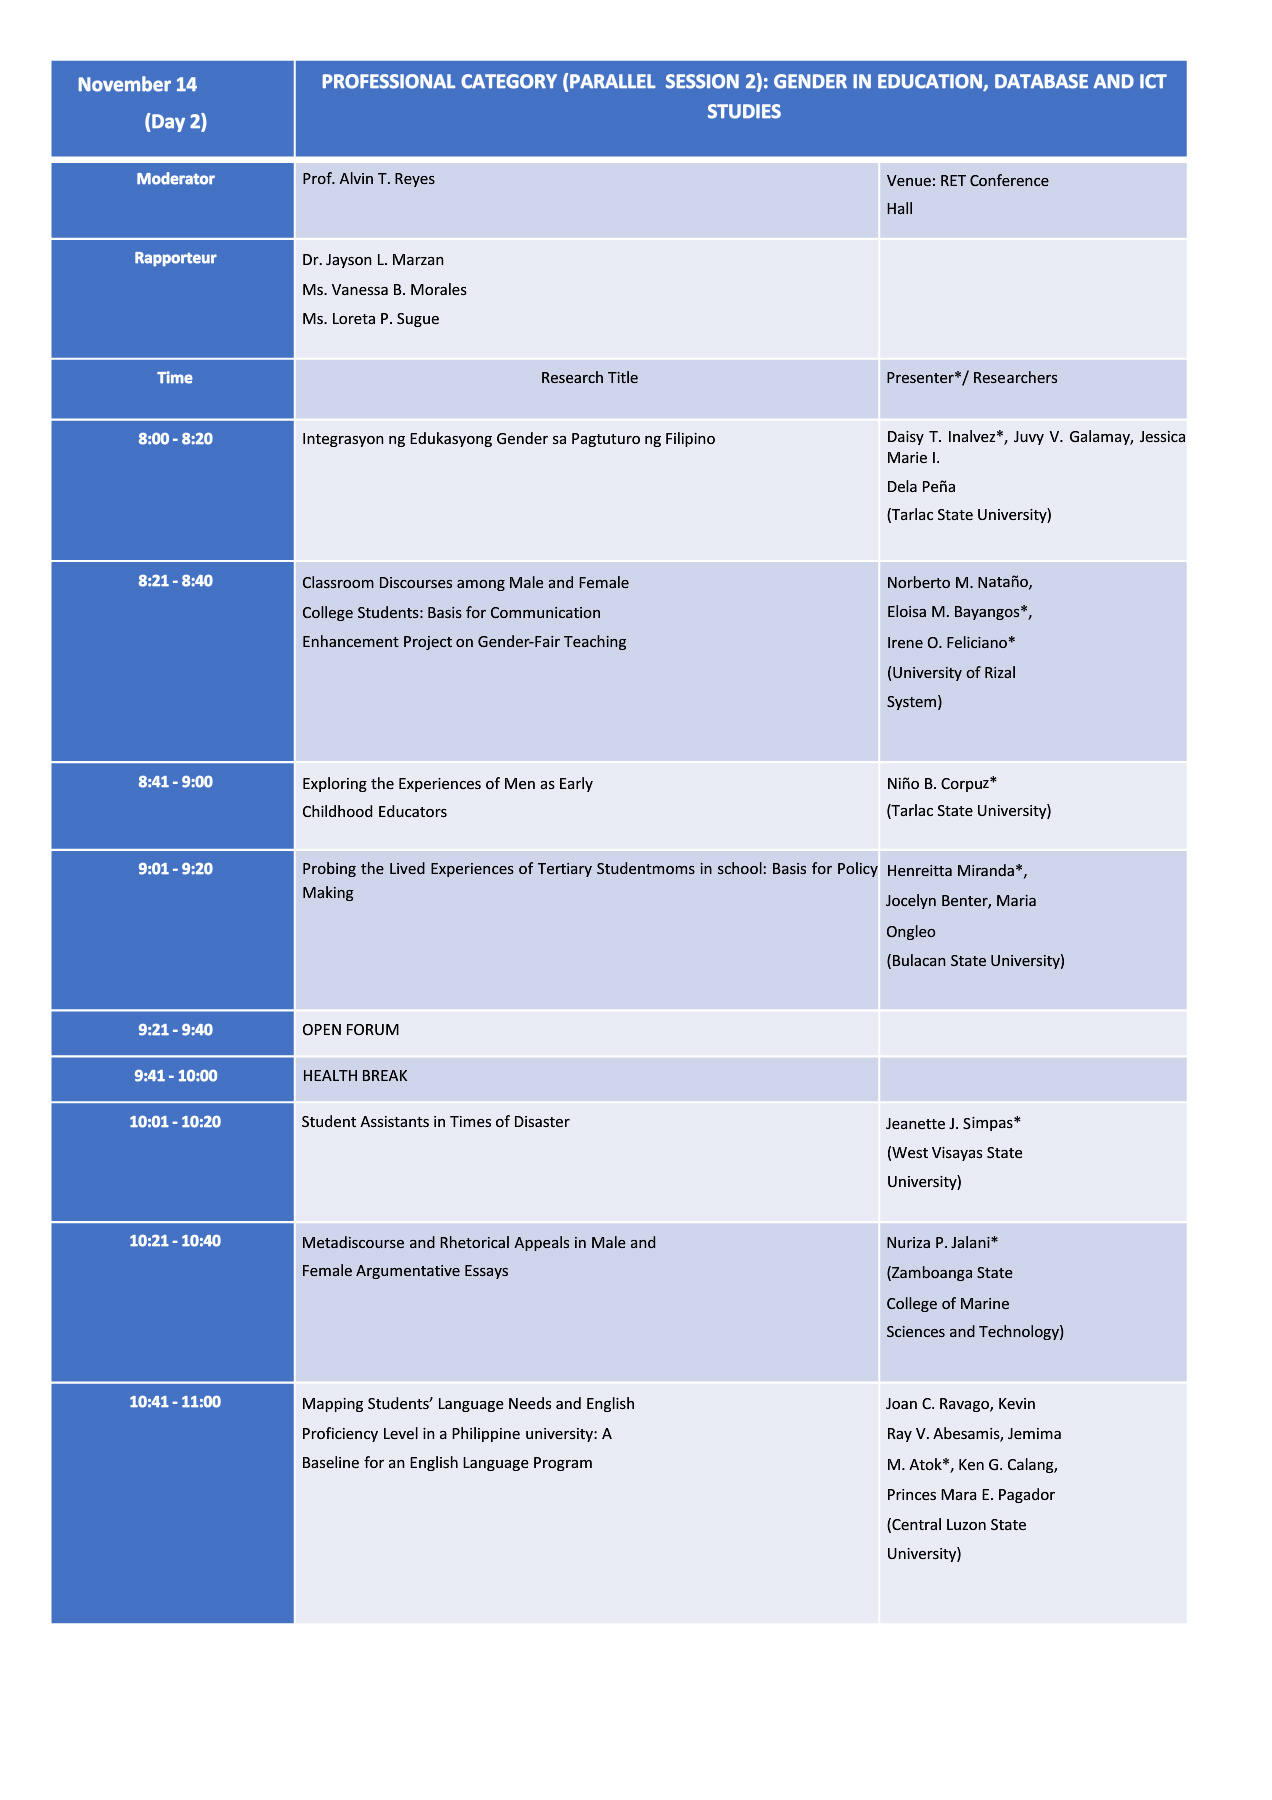 November 14
(Day 2)
PROFESSIONAL CATEGORY (PARALLEL SESSION 2): GENDER IN EDUCATION, DATABASE AND ICT
STUDIES
Moderator
Prof. Alvin T. Reyes
Venue: RET Conference
Hall
Rapporteur
Dr. Jayson L. Marzan
Ms. Vanessa B. Morales
Ms. Loreta P. Sugue
Time
Research Title
Presenter*/ Researchers
8:00 - 8:20
Integrasyon ng Edukasyong Gender sa Pagtuturo ng Filipino
Daisy T. Inalvez*, Juvy V. Galamay, Jessica
Marie I.
Dela Peña
(Tarlac State University)
8:21 - 8:40
Classroom Discourses among Male and Female
College Students: Basis for Communication
Enhancement Project on Gender-Fair Teaching
Norberto M. Nataño,
Eloisa M. Bayangos*,
Irene O. Feliciano*
(University of Rizal
System)
8:41 - 9:00
Exploring the Experiences of Men as Early
Childhood Educators
Niño B. Corpuz*
(Tarlac State University)
9:01 - 9:20
Probing the Lived Experiences of Tertiary Studentmoms in school: Basis for Policy
Making
Henreitta Miranda*,
Jocelyn Benter, Maria
Ongleo
(Bulacan State University)
9:21 - 9:40
OPEN FORUM
9:41 - 10:00
HEALTH BREAK
10:01 - 10:20
Student Assistants in Times of Disaster
Jeanette J. Simpas*
(West Visayas State
University)
10:21 - 10:40
Metadiscourse and Rhetorical Appeals in Male and
Female Argumentative Essays
Nuriza P. Jalani*
(Zamboanga State
College of Marine
Sciences and Technology)
10:41 - 11:00
Mapping Students’ Language Needs and English
Proficiency Level in a Philippine university: A
Baseline for an English Language Program
Joan C. Ravago, Kevin
Ray V. Abesamis, Jemima
M. Atok*, Ken G. Calang,
Princes Mara E. Pagador
(Central Luzon State
University)